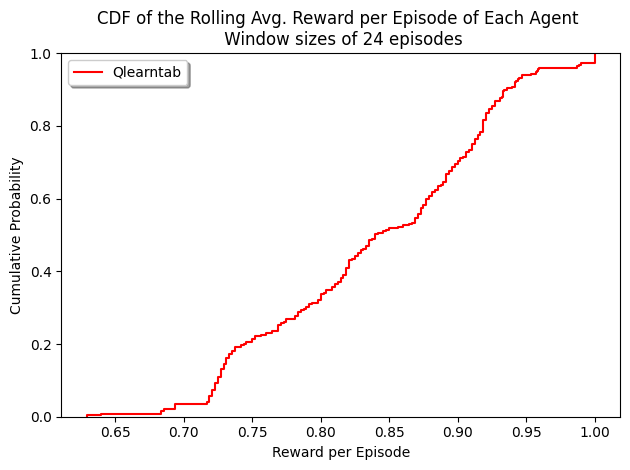 CDF of the Rolling Avg. Reward per Episode of Each Agent
Window sizes of 24 episodes
Qlearntab
1.0
0.8
0.6
0.4
0.2
0.0
Cumulative Probability
0.65 0.70 0.75 0.80 0.85 0.90 0.95 1.00
Reward per Episode